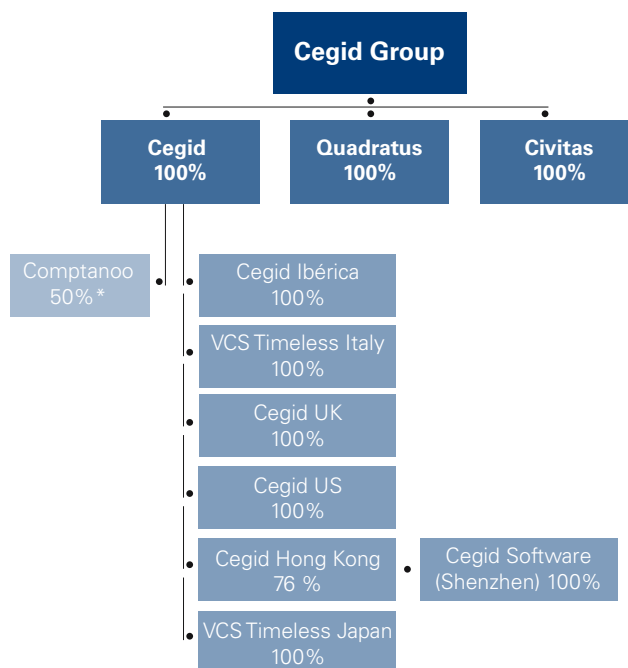 Cegid Group
Cegid
100%
Quadratus
100%
Civitas
100%
Comptanoo
50%*
Cegid Ibérica
100%
VCS Timeless Italy
100%
Cegid UK
100%
Cegid US
100%
Cegid Hong Kong
76 %
Cegid Software
(Shenzhen) 100%
VCS Timeless Japan
100%